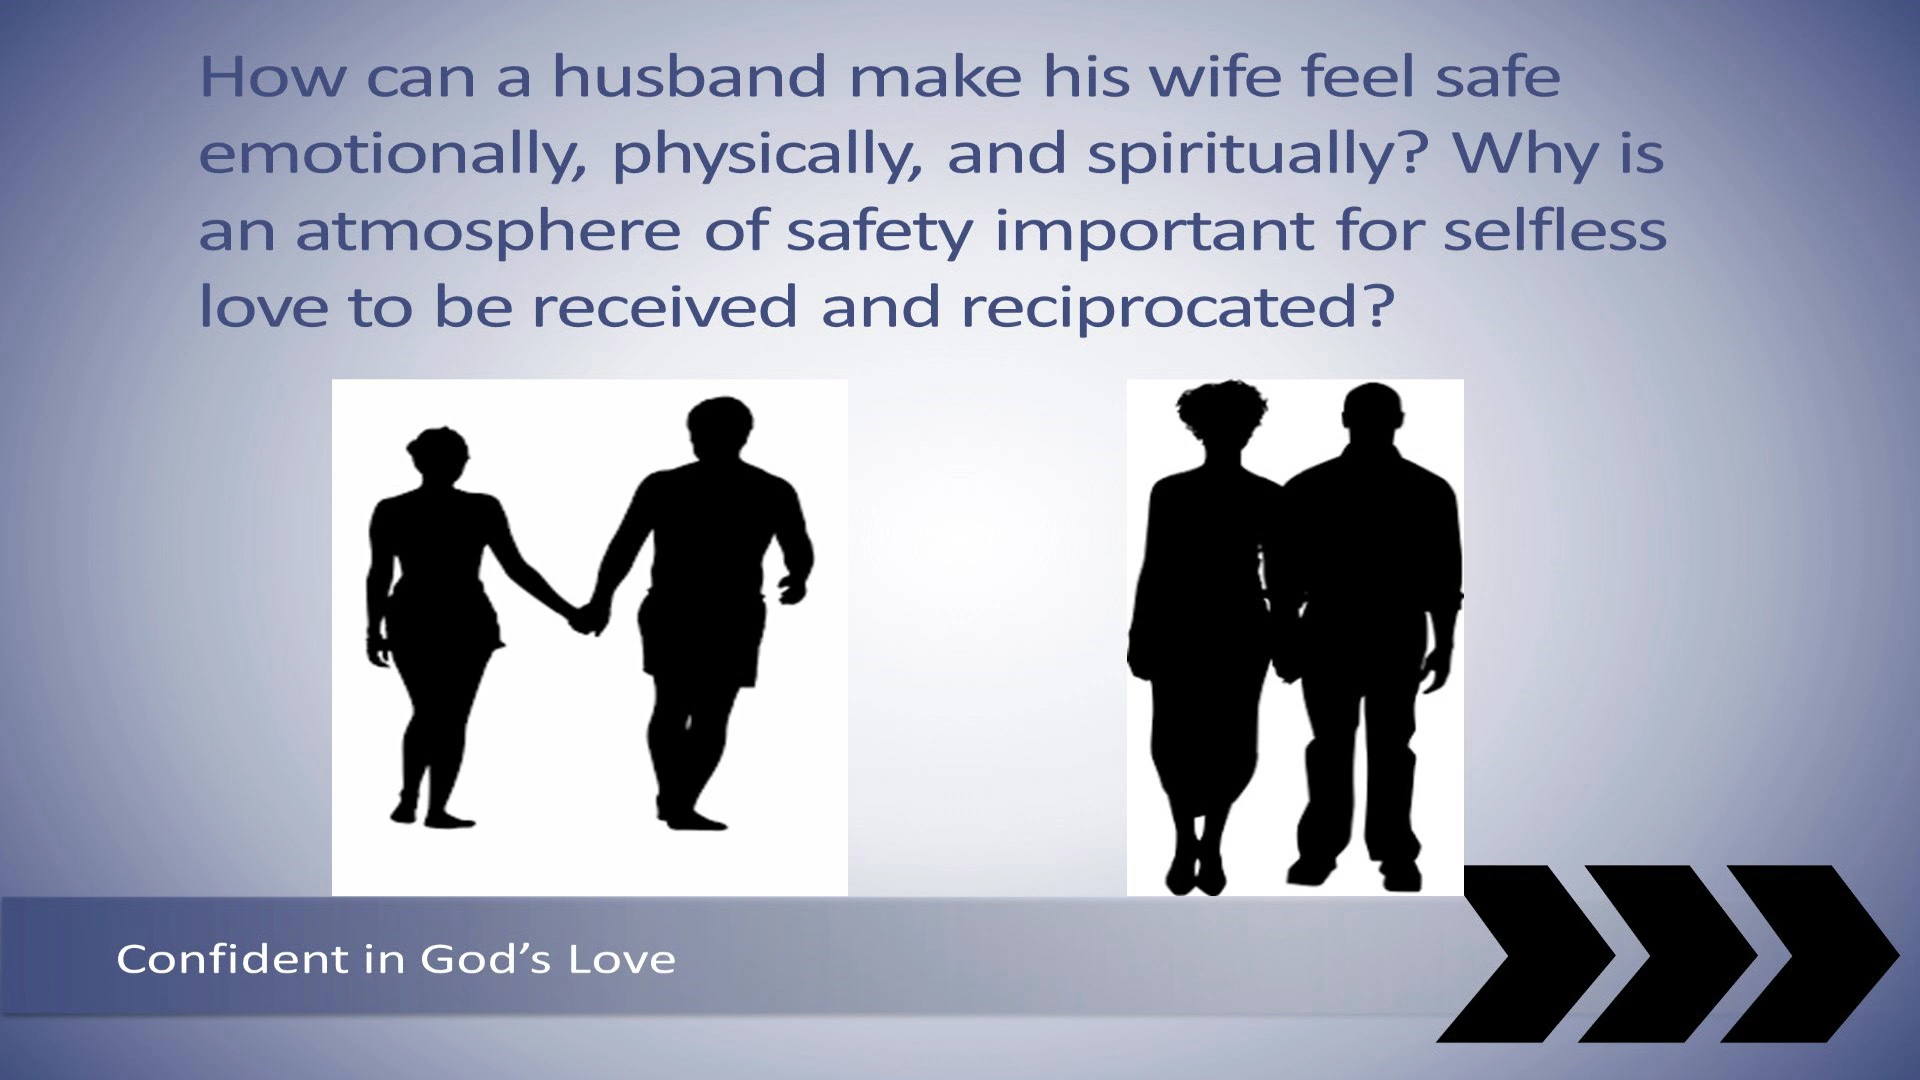 How can a husband make his wife feel safe
emotionally, physically, and spiritually? Why is
an atmosphere of safety important for selfless
love to be received and reciprocated?
Confident in God’s Love